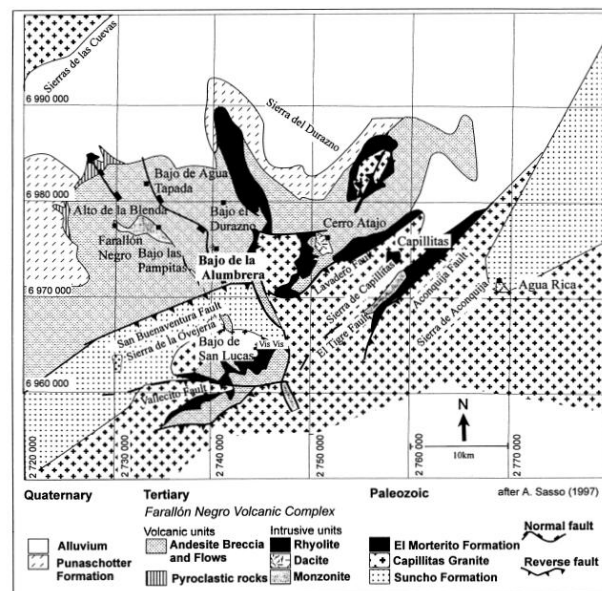 Sierras de las Cuevas
6 990 000
Sierra del Durazno
Bajo de Agua
Tapada
6 980 000
Alto de la Blenda
Bajo el
Durazno
Cerro Atajo
Farallón
Negro
Bajo las
Pampitas
Bajo de la
Alumbrera
Capillitas
Lavadero Fault
Sierra de Capillitas
Aconquija Fault
Agua Rica
6 970 000
San Buenaventura Fault
El Tigre Fault
Sierra de Aconquija
Sierra de la Ovejería
Bajo de
San Lucas
Vis Vis
6 960 000
Vallecito Fault
N
10km
2 720 000
2 730 000
2 740 000
2 750 000
2 760 000
2 770 000
Quaternary
Tertiary
Paleozoic
after A. Sasso (1997)
Farallón Negro Volcanic Complex
Volcanic units
Intrusive units
Normal fault
Alluvium
Andesite Breccia
and Flows
Rhyolite
El Morterito Formation
Punaschotter
Formation
Dacite
Capillitas Granite
Reverse fault
Pyroclastic rocks
Monzonite
Suncho Formation